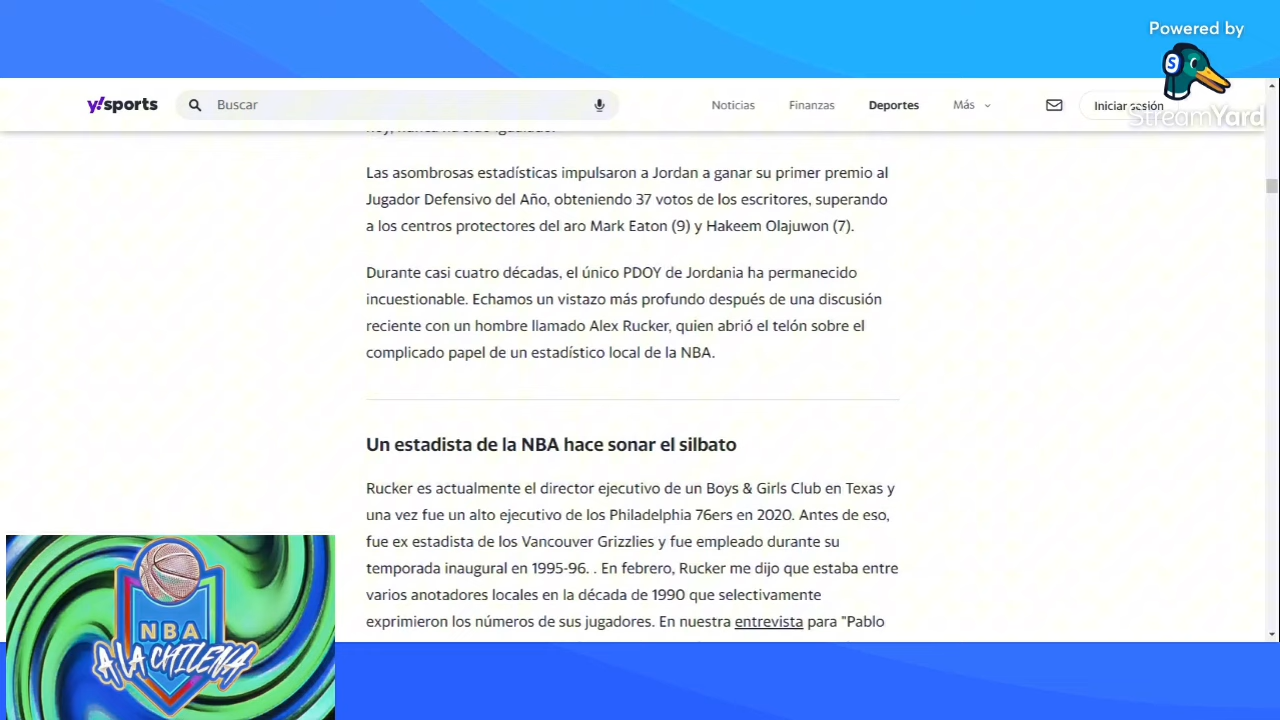 Powered by
y!sports
Buscar
Noticias
Finanzas
Deportes
Más
Iniciar sesión
StreamYard
Las asombrosas estadísticas impulsaron a Jordan a ganar su primer premio al
Jugador Defensivo del Año, obteniendo 37 votos de los escritores, superando
a los centros protectores del aro Mark Eaton (9) y Hakeem Olajuwon (7).
Durante casi cuatro décadas, el único PDOY de Jordania ha permanecido
incuestionable. Echamos un vistazo más profundo después de una discusión
reciente con un hombre llamado Alex Rucker, quien abrió el telón sobre el
complicado papel de un estadístico local de la NBA.
Un estadista de la NBA hace sonar el silbato
Rucker es actualmente el director ejecutivo de un Boys & Girls Club en Texas y
una vez fue un alto ejecutivo de los Philadelphia 76ers en 2020. Antes de eso,
fue ex estadista de los Vancouver Grizzlies y fue empleado durante su
temporada inaugural en 1995-96. . En febrero, Rucker me dijo que estaba entre
varios anotadores locales en la década de 1990 que selectivamente
exprimieron los números de sus jugadores. En nuestra entrevista para "Pablo
NBA
A LA CHILENA